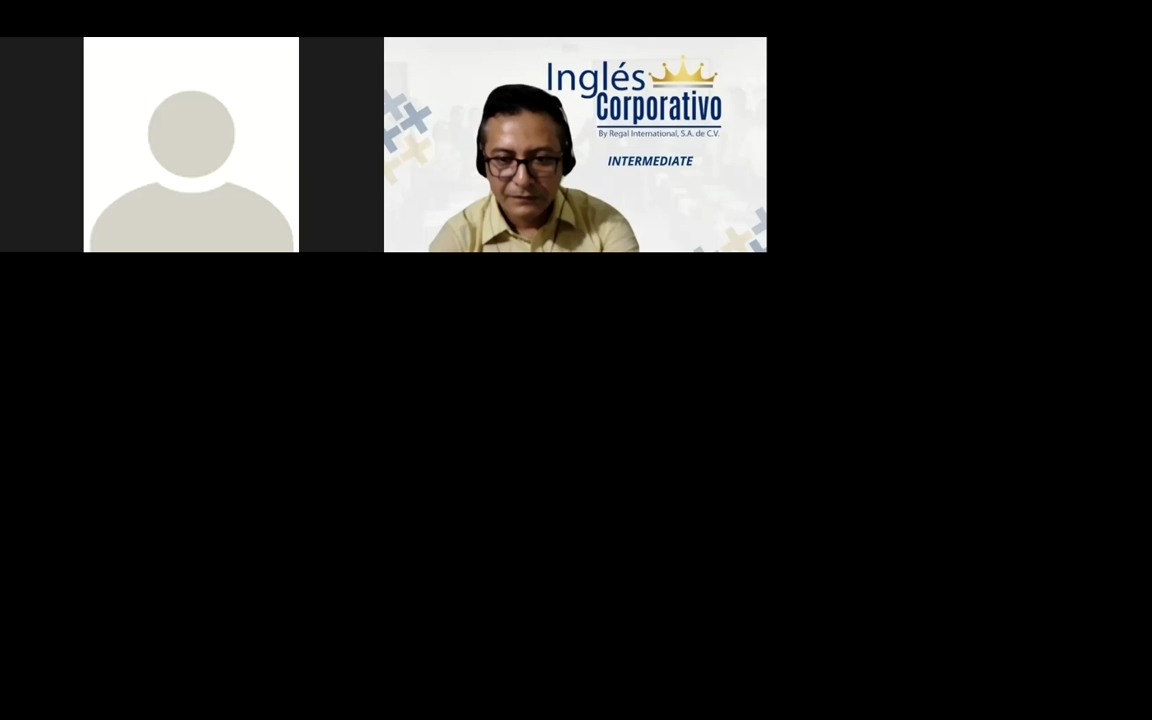 Inglés
Corporativo
By Regal International, S.A. de C.V.
INTERMEDIATE